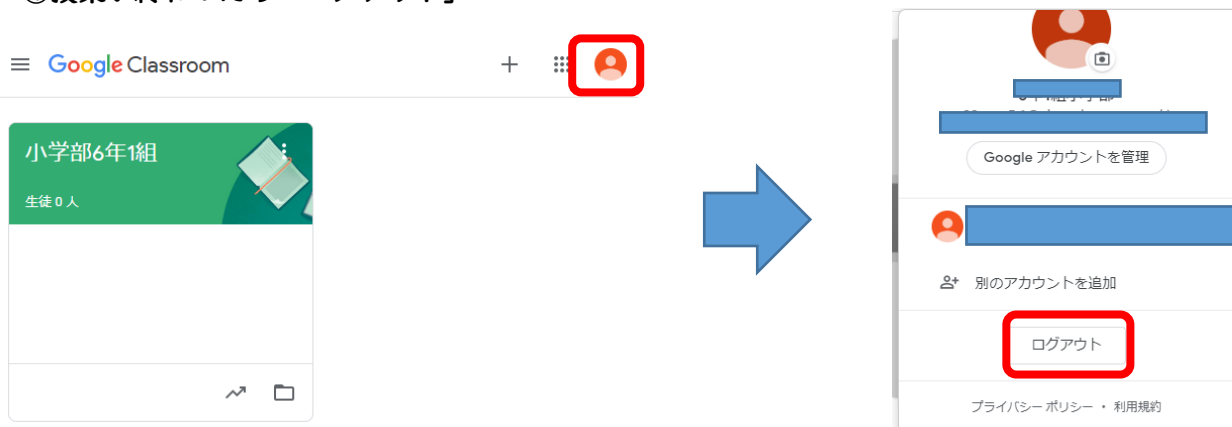 Google Classroom
小学部6年1組
生徒 0 人
Google アカウントを管理
別のアカウントを追加
ログアウト
プライバシー ポリシー ・ 利用規約